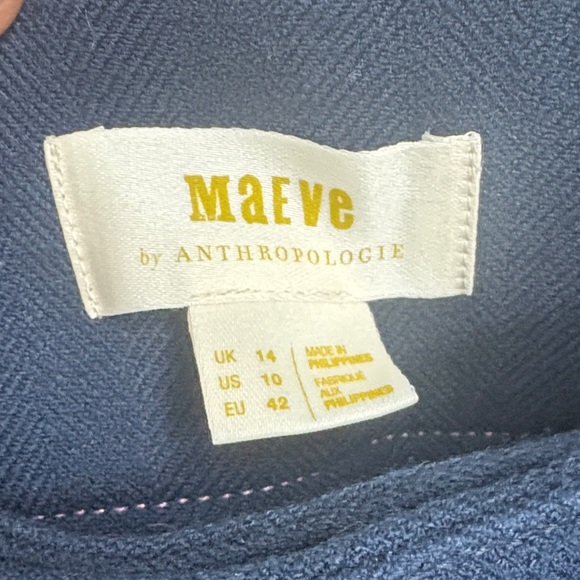 MaEVe
by ANTHROPOLOGIE
UK 14
US 10
EU 42
MADE IN
PHILIPPINES
FABRIQUÉ
AUX
PHILIPPINES